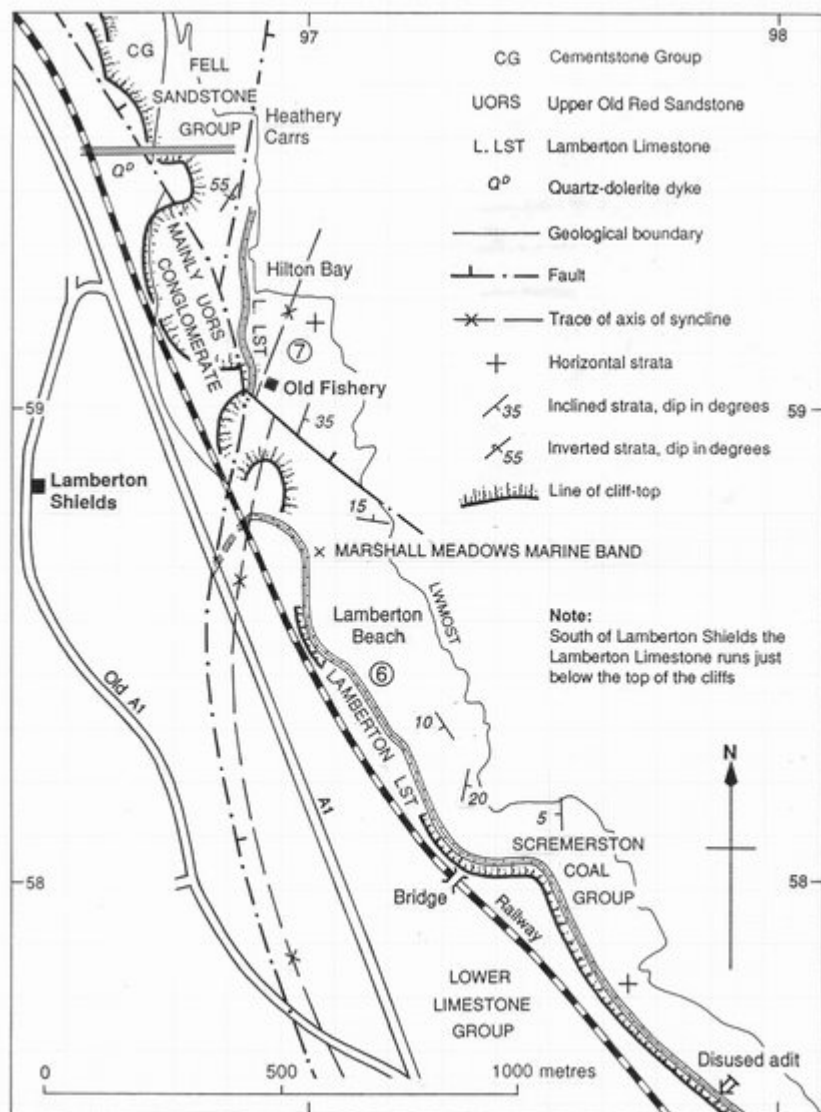 97
98
CG
FELL
SANDSTONE
GROUP
Heathery
Carrs
Q^D
55
MAINLY UORS
CONGLOMERATE
Hilton Bay
L. LST
7
Old Fishery
35
59
59
Lamberton
Shields
15
MARSHALL MEADOWS MARINE BAND
LWMOST
Lamberton
Beach
6
LAMBERTON LST
Old A1
A1
10
20
5
SCREMERSTON
COAL
GROUP
58
58
Bridge
Railway
LOWER
LIMESTONE
GROUP
Disused adit
0 500 1000 metres
CG Cementstone Group
UORS Upper Old Red Sandstone
L. LST Lamberton Limestone
Q^D Quartz-dolerite dyke
Geological boundary
Fault
Trace of axis of syncline
Horizontal strata
35 Inclined strata, dip in degrees
55 Inverted strata, dip in degrees
Line of cliff-top
Note:
South of Lamberton Shields the
Lamberton Limestone runs just
below the top of the cliffs
N